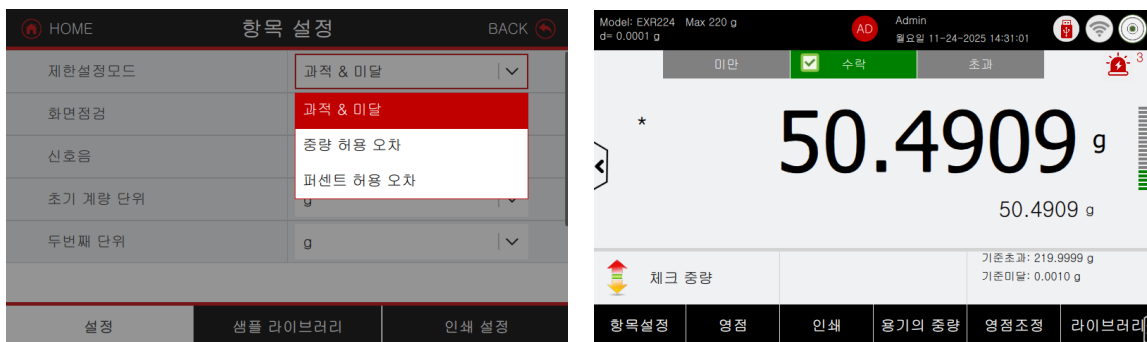 HOME 항목 설정 BACK
제한설정모드 과적 & 미달
화면점검 과적 & 미달
신호음 중량 허용 오차
퍼센트 허용 오차
초기 계량 단위 g
두번째 단위 g
설정 샘플 라이브러리 인쇄 설정
Model: EXR224 Max 220 g
d= 0.0001 g
AD Admin
월요일 11-24-2025 14:31:01
미만 수락 초과 3
* 50.4909 g
50.4909 g
체크 중량
기준초과: 219.9999 g
기준미달: 0.0010 g
항목설정 영점 인쇄 용기의 중량 영점조정 라이브러리